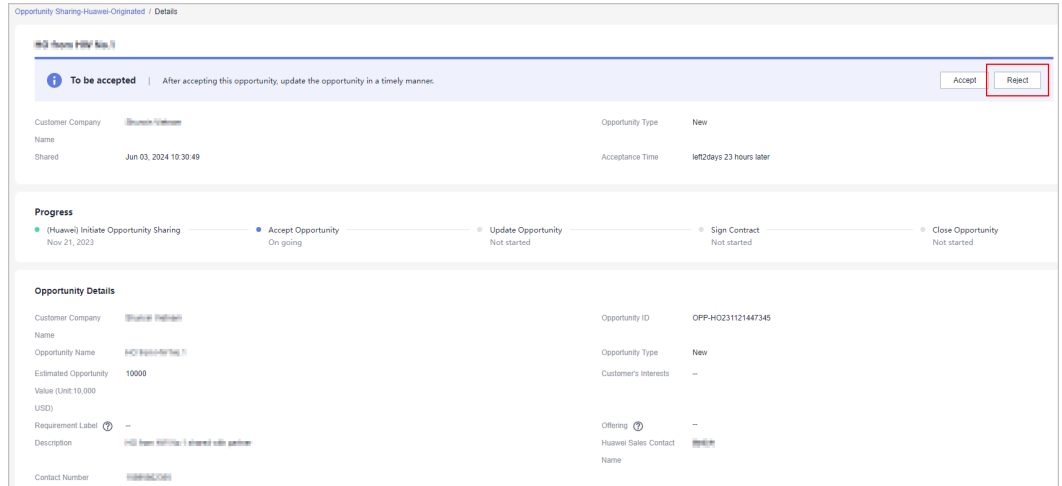 Opportunity Sharing-Huawei-Originated / Details
To be accepted | After accepting this opportunity, update the opportunity in a timely manner.
Accept
Reject
Customer Company Name
Opportunity Type New
Shared Jun 03, 2024 10:30:49
Acceptance Time left2days 23 hours later
Progress
(Huawei) Initiate Opportunity Sharing
Accept Opportunity
Update Opportunity
Sign Contract
Close Opportunity
Nov 21, 2023
On going
Not started
Not started
Not started
Opportunity Details
Customer Company
Name
Opportunity ID OPP-HO231121447345
Opportunity Name
Opportunity Type New
Estimated Opportunity 10000
Value (Unit:10,000
USD)
Customer's Interests --
Requirement Label --
Offering --
Description
Huawei Sales Contact
Name
Contact Number